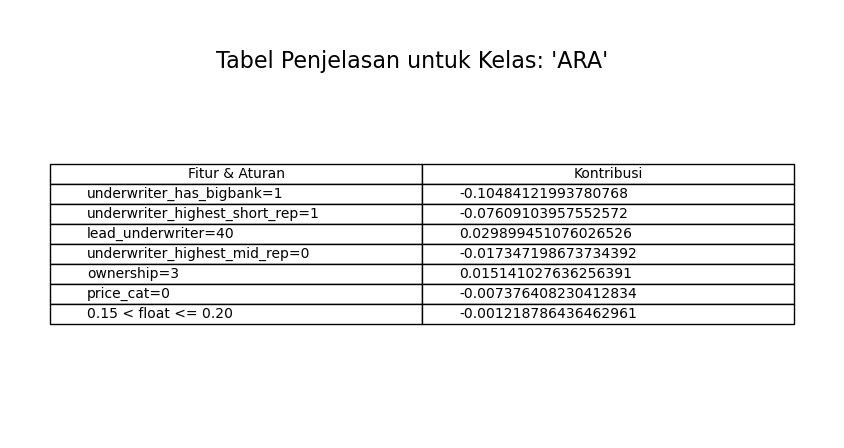 Tabel Penjelasan untuk Kelas: 'ARA'
Fitur & Aturan Kontribusi
underwriter_has_bigbank=1 -0.10484121993780768
underwriter_highest_short_rep=1 -0.07609103957552572
lead_underwriter=40 0.029899451076026526
underwriter_highest_mid_rep=0 -0.017347198673734392
ownership=3 0.015141027636256391
price_cat=0 -0.007376408230412834
0.15 < float <= 0.20 -0.001218786436462961